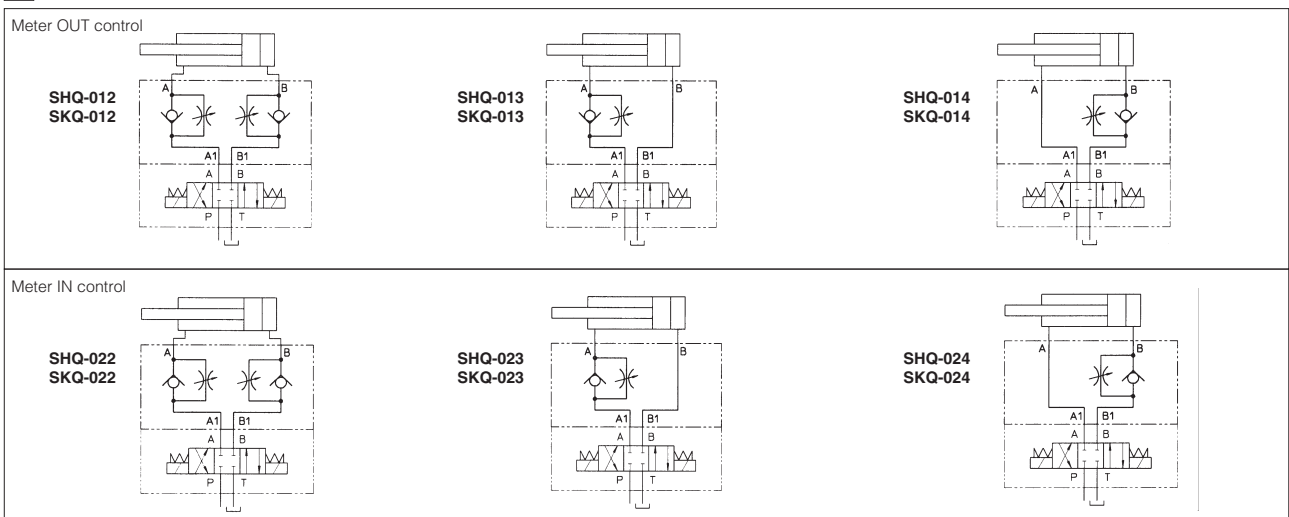 Meter OUT control
SHQ-012
SKQ-012
A
B
A1
B1
A
B
P
T
SHQ-013
SKQ-013
A
B
A1
B1
A
B
P
T
SHQ-014
SKQ-014
A
B
A1
B1
A
B
P
T
Meter IN control
SHQ-022
SKQ-022
A
B
A1
B1
A
B
P
T
SHQ-023
SKQ-023
A
B
A1
B1
A
B
P
T
SHQ-024
SKQ-024
A
B
A1
B1
A
B
P
T